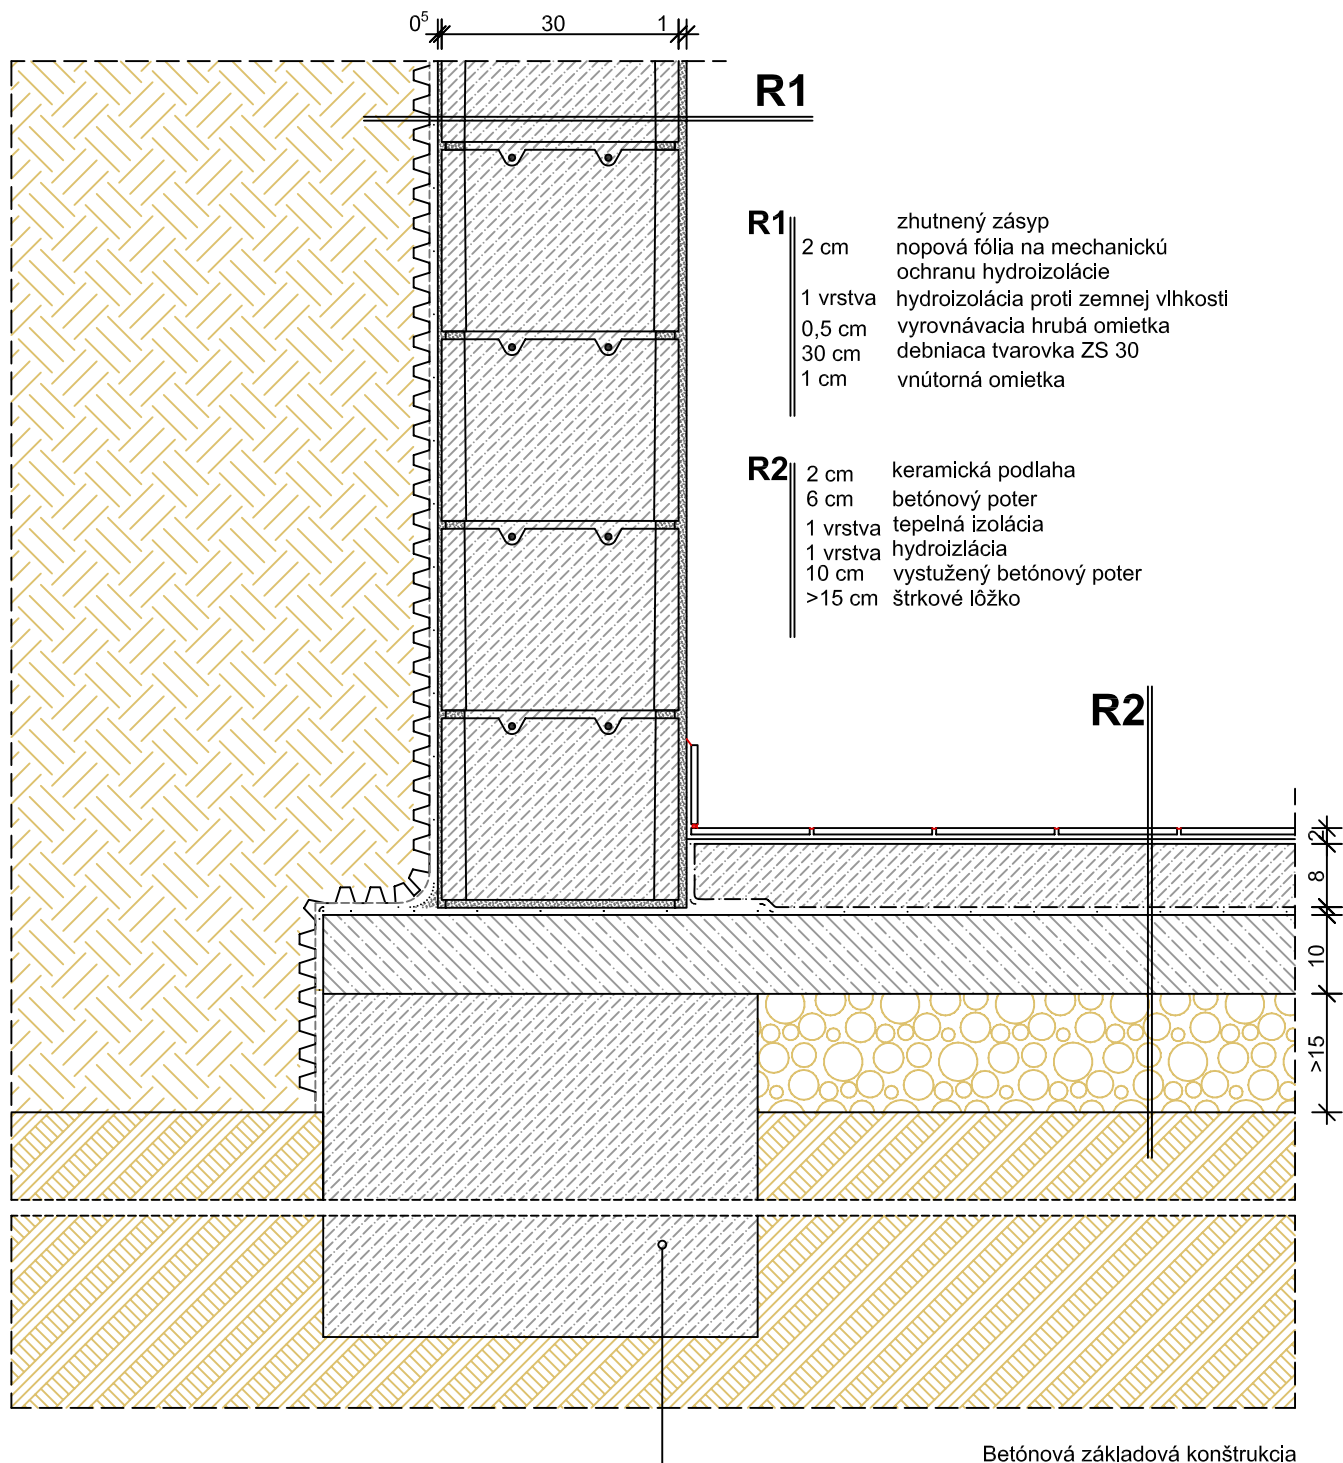 0⁵ 30 1
R1
R1 zhutnený zásyp
2 cm nopová fólia na mechanickú
ochranu hydroizolácie
1 vrstva hydroizolácia proti zemnej vlhkosti
0,5 cm vyrovnávacia hrubá omietka
30 cm debniaca tvarovka ZS 30
1 cm vnútorná omietka
R2 2 cm keramická podlaha
6 cm betónový poter
1 vrstva tepelná izolácia
1 vrstva hydroizlácia
10 cm vystužený betónový poter
>15 cm štrkové lôžko
R2
2
8
10
>15
Betónová základová konštrukcia